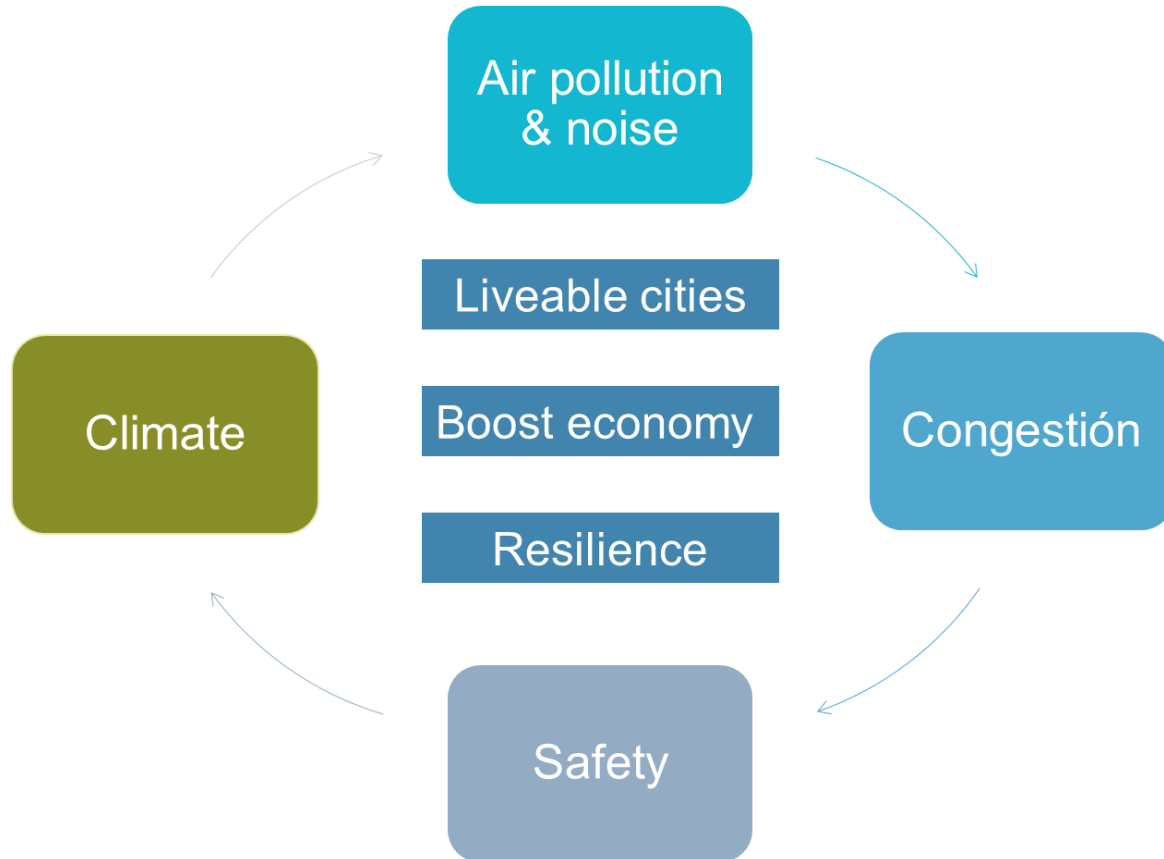 Air pollution
& noise
Liveable cities
Climate
Boost economy
Congestión
Resilience
Safety